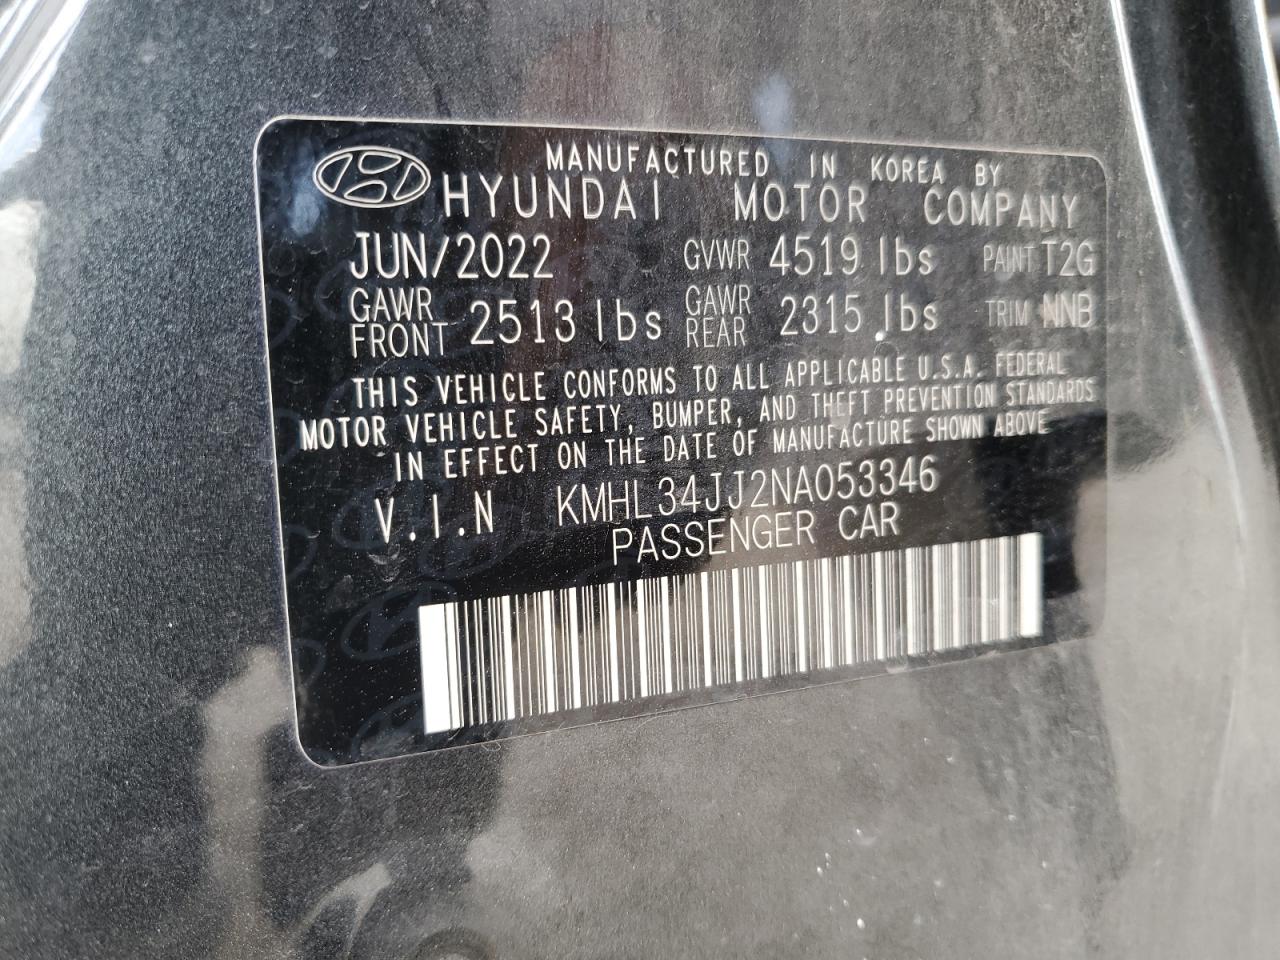 MANUFACTURED IN KOREA BY
HYUNDAI MOTOR COMPANY
JUN/2022 GVWR 4519 lbs PAINT T2G
GAWR FRONT 2513 lbs GAWR REAR 2315 lbs TRIM NNB
THIS VEHICLE CONFORMS TO ALL APPLICABLE U.S.A. FEDERAL
MOTOR VEHICLE SAFETY, BUMPER, AND THEFT PREVENTION STANDARDS
IN EFFECT ON THE DATE OF MANUFACTURE SHOWN ABOVE
V.I.N KMHL34JJ2NA053346
PASSENGER CAR